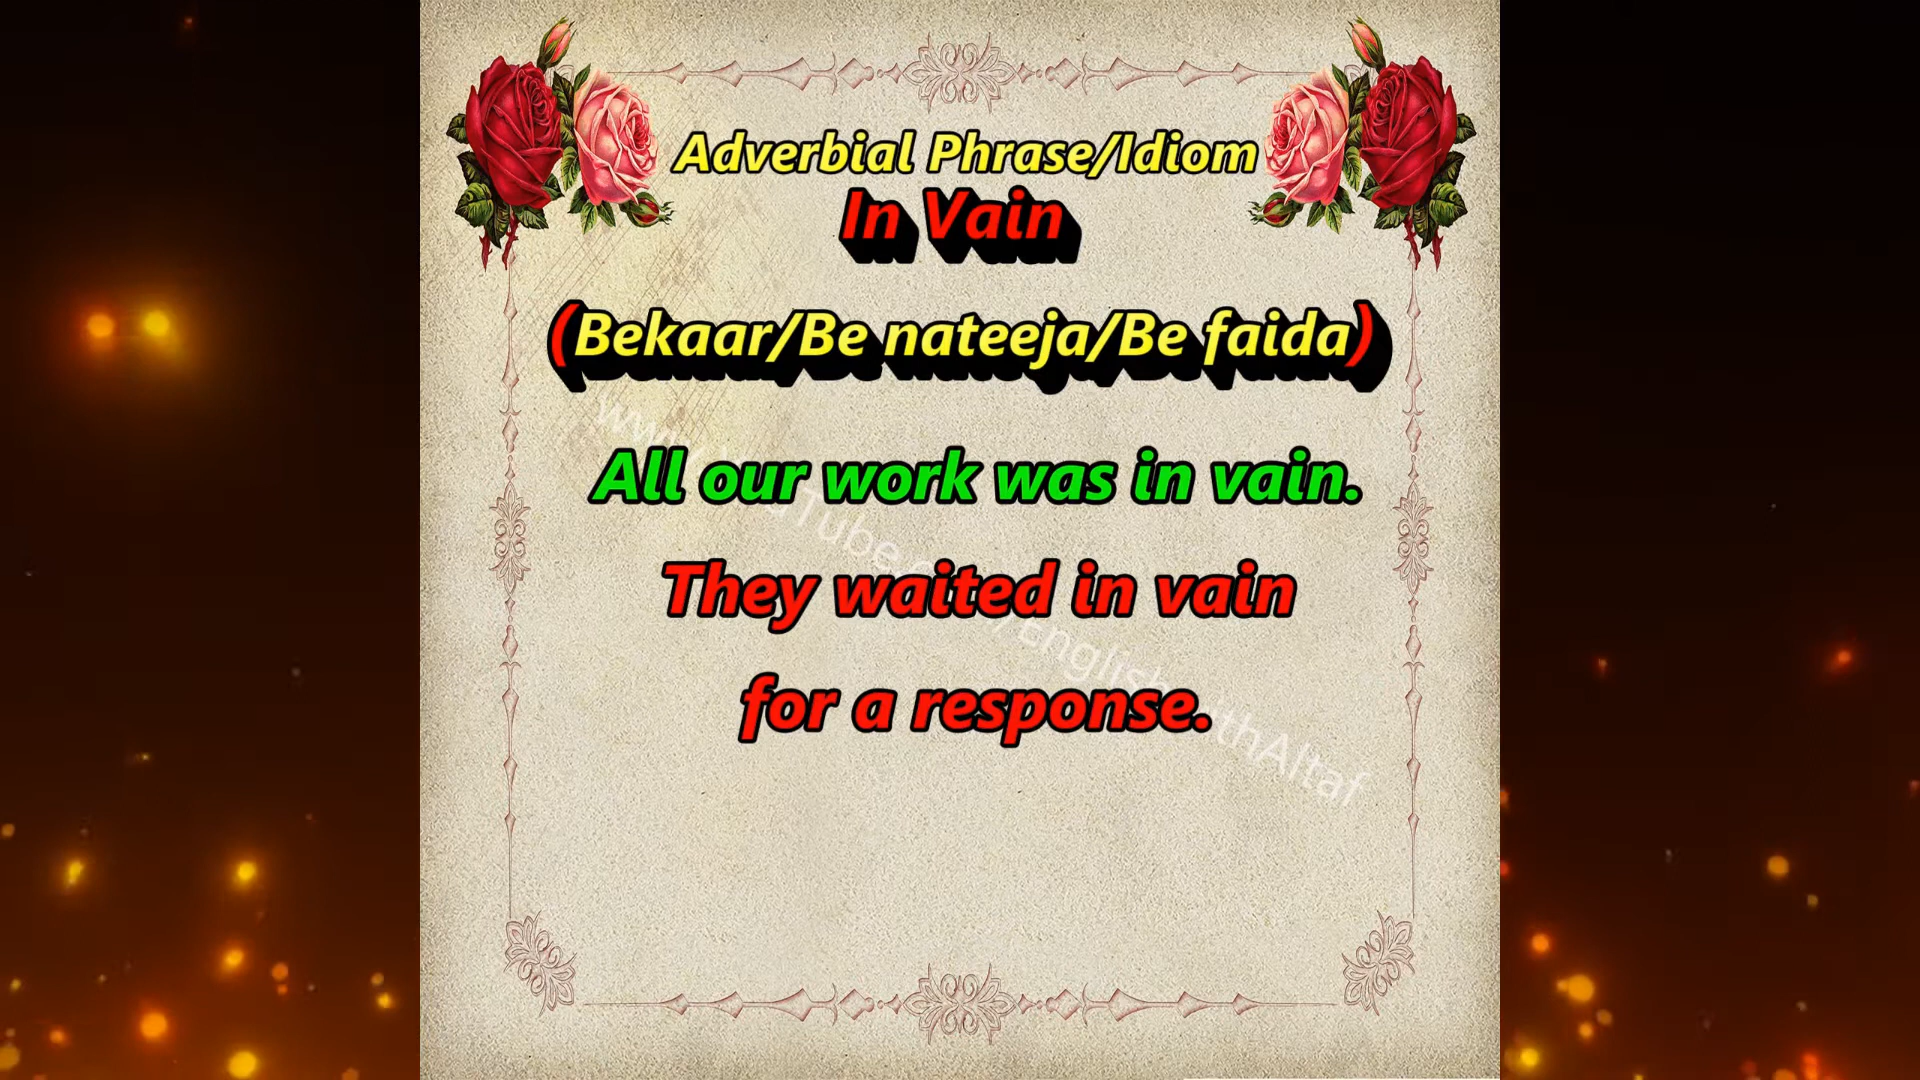 Adverbial Phrase/Idiom
In Vain
(Bekaar/Be nateeja/Be faida)
All our work was in vain.
They waited in vain
for a response.